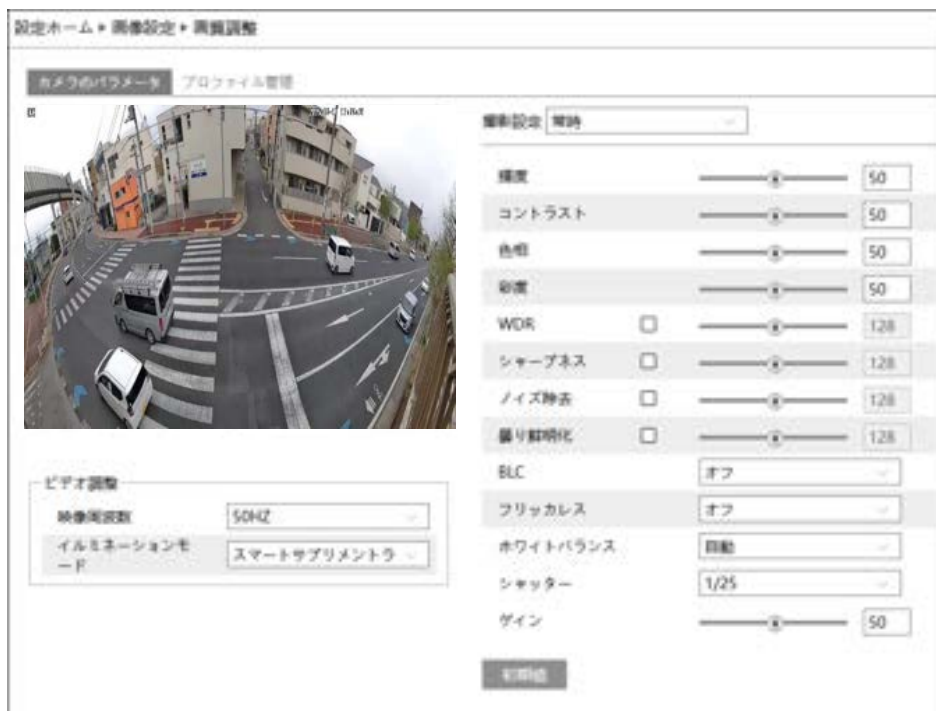 設定ホーム▶画像設定▶画質調整
カメラのパラメータ プロファイル管理
撮影設定 常時
輝度 50
コントラスト 50
色相 50
彩度 50
WDR 128
シャープネス 128
ノイズ除去 128
曇り鮮明化 128
BLC オフ
フリッカレス オフ
ホワイトバランス 自動
シャッター 1/25
ゲイン 50
初期値
ビデオ調整
映像周波数 50HZ
イルミネーションモ
ード スマートサプリメントラ